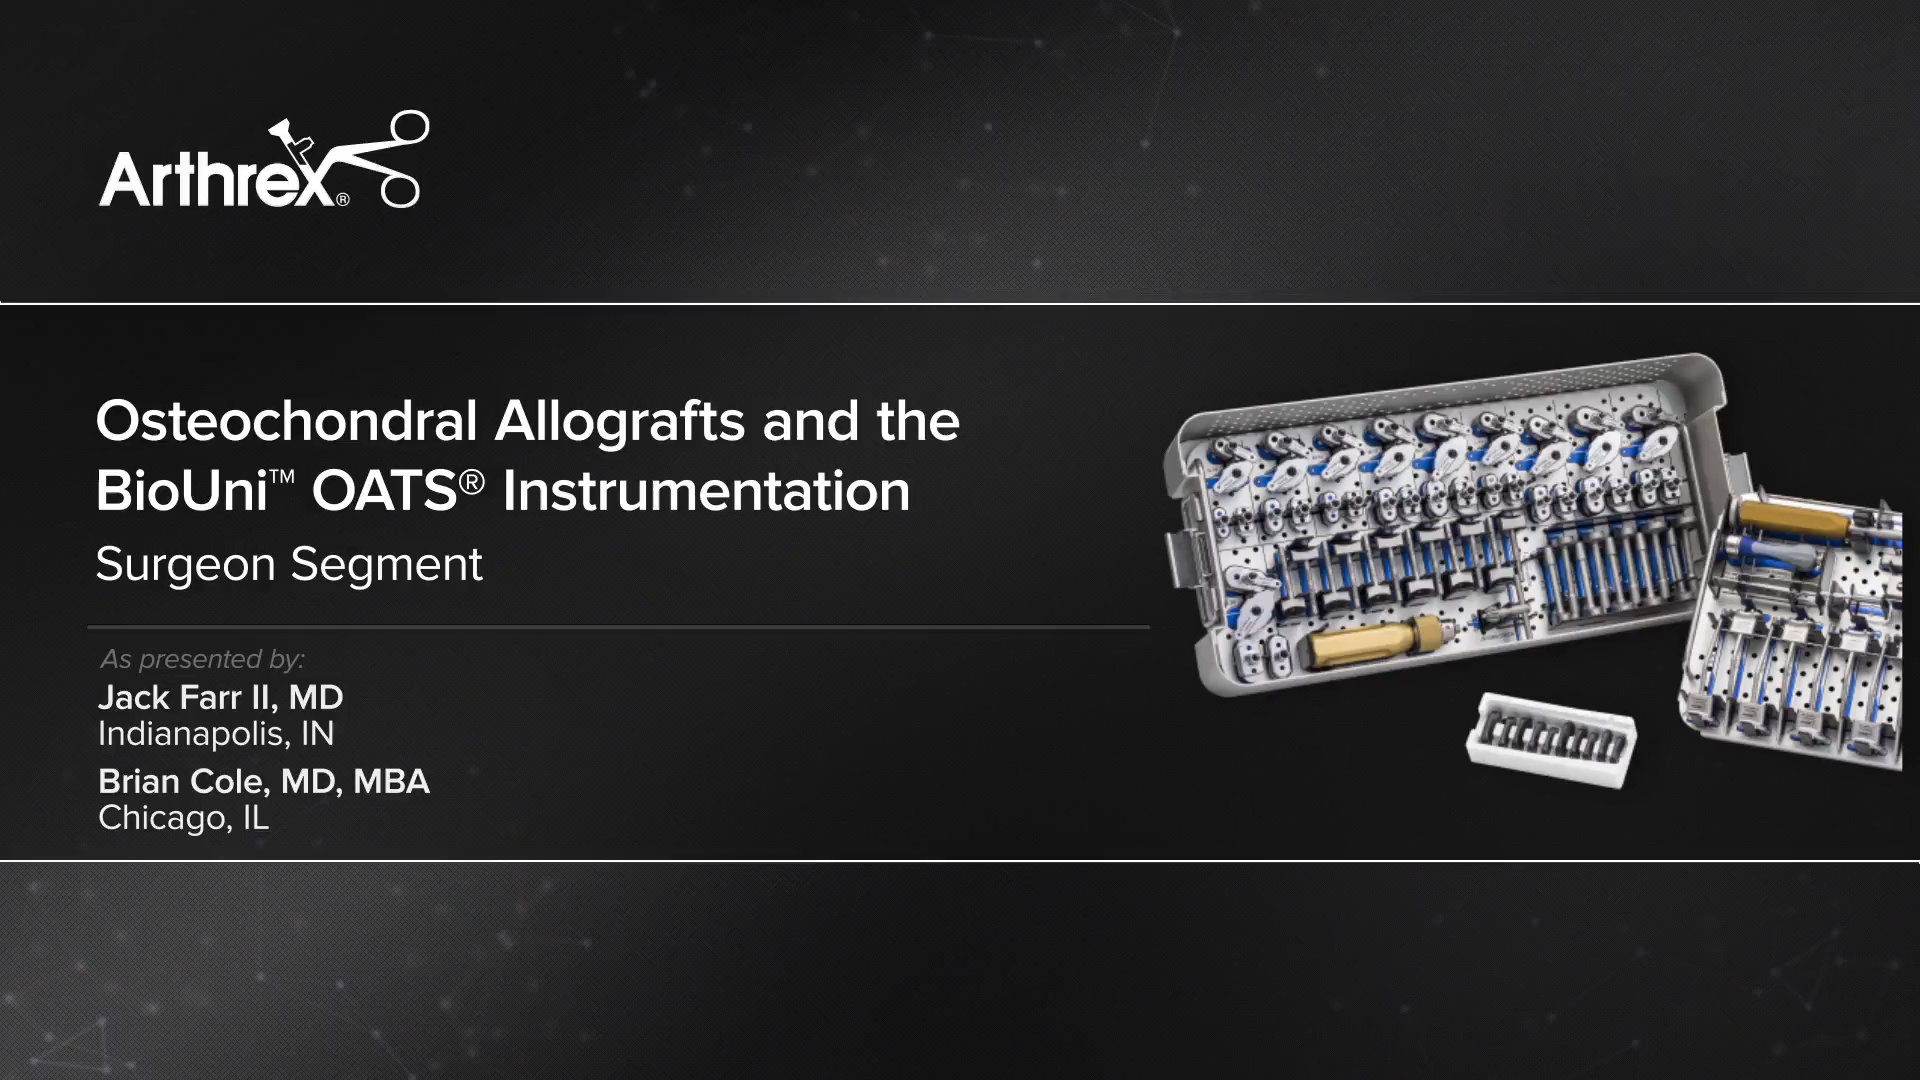 Arthrex®
Osteochondral Allografts and the
BioUni™ OATS® Instrumentation
Surgeon Segment
As presented by:
Jack Farr II, MD
Indianapolis, IN
Brian Cole, MD, MBA
Chicago, IL